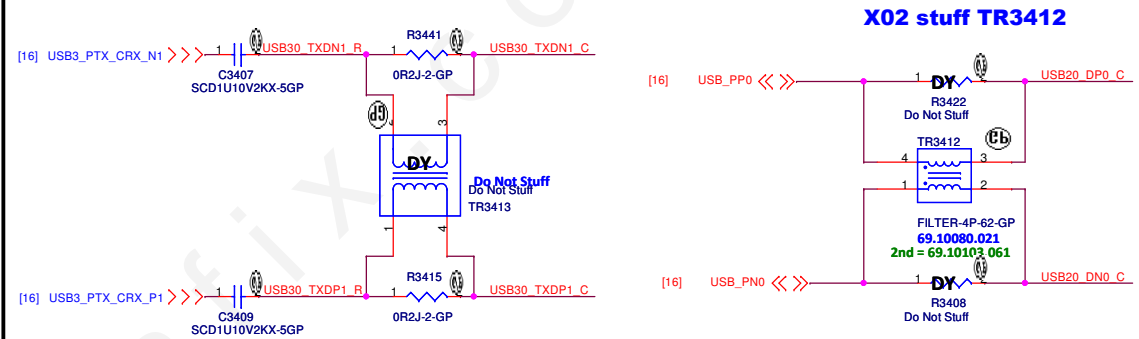 X02 stuff TR3412
[16] USB3_PTX_CRX_N1
1
C3407
SCD1U10V2KX-5GP
USB30_TXDN1_R
R3441
1
0R2J-2-GP
USB30_TXDN1_C
GP
3
DY
Do Not Stuff
Do Not Stuff
TR3413
1
4
[16] USB3_PTX_CRX_P1
1
C3409
SCD1U10V2KX-5GP
USB30_TXDP1_R
R3415
1
0R2J-2-GP
USB30_TXDP1_C
[16] USB_PP0
1
DY
R3422
Do Not Stuff
USB20_DP0_C
TR3412
4
3
1
2
FILTER-4P-62-GP
69.10080.021
2nd = 69.10103.061
[16] USB_PN0
1
DY
R3408
Do Not Stuff
USB20_DN0_C